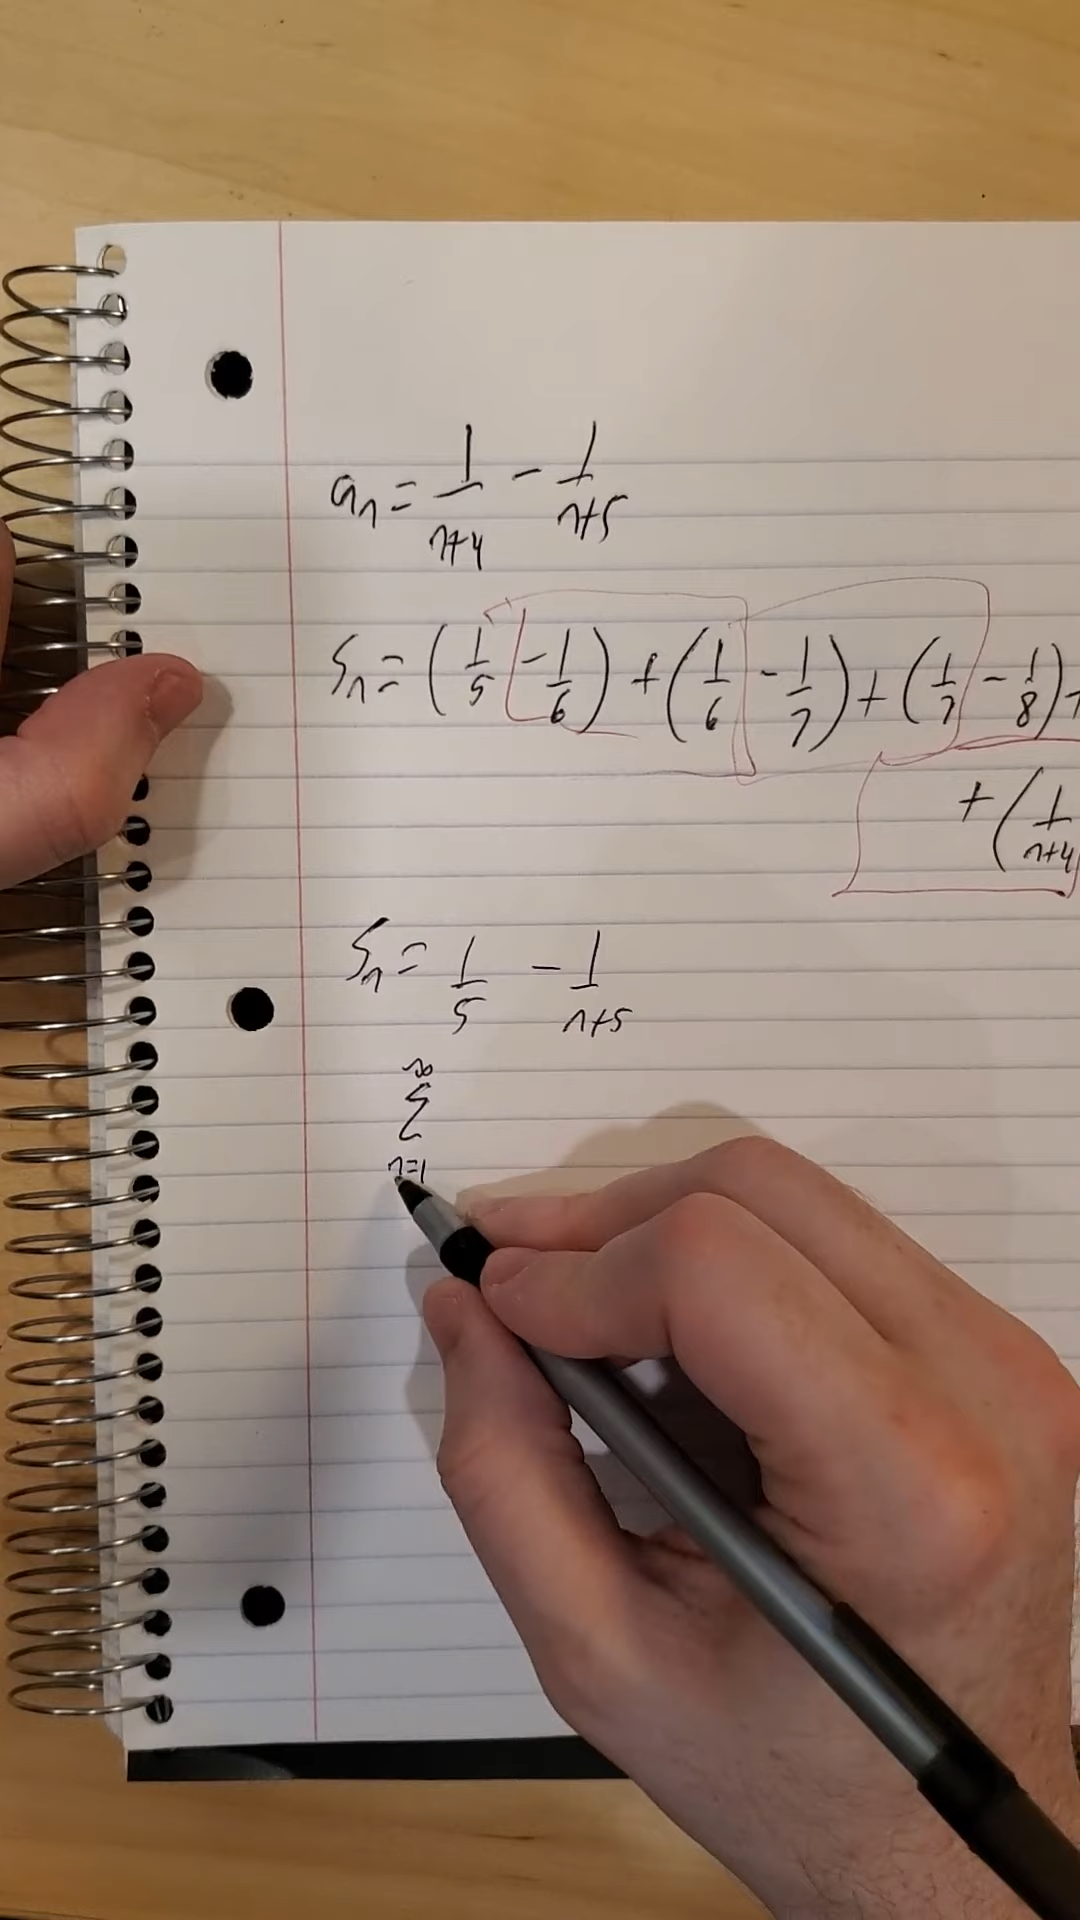 aₙ = 1/(n+4) - 1/(n+5)
Sₙ = (1/5 - 1/6) + (1/6 - 1/7) + (1/7 - 1/8) +
+ (1/(n+4)
Sₙ = 1/5 - 1/(n+5)
∞
Σ
n=1